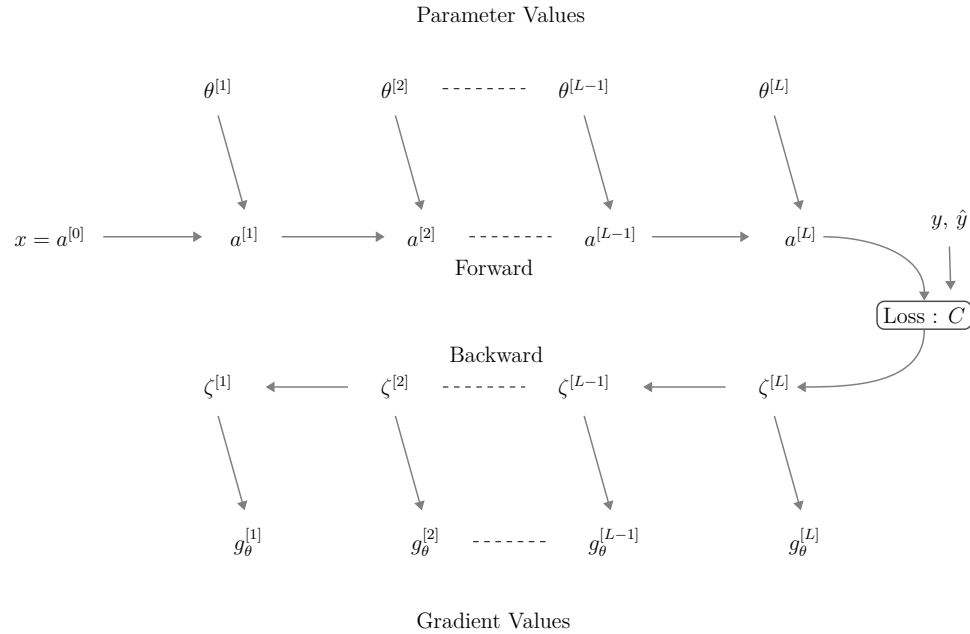 Parameter Values
θ^{[1]} θ^{[2]} θ^{[L−1]} θ^{[L]}
x = a^{[0]} a^{[1]} a^{[2]} a^{[L−1]} a^{[L]} y, ŷ
Forward
Loss : C
Backward
ζ^{[1]} ζ^{[2]} ζ^{[L−1]} ζ^{[L]}
g_θ^{[1]} g_θ^{[2]} g_θ^{[L−1]} g_θ^{[L]}
Gradient Values